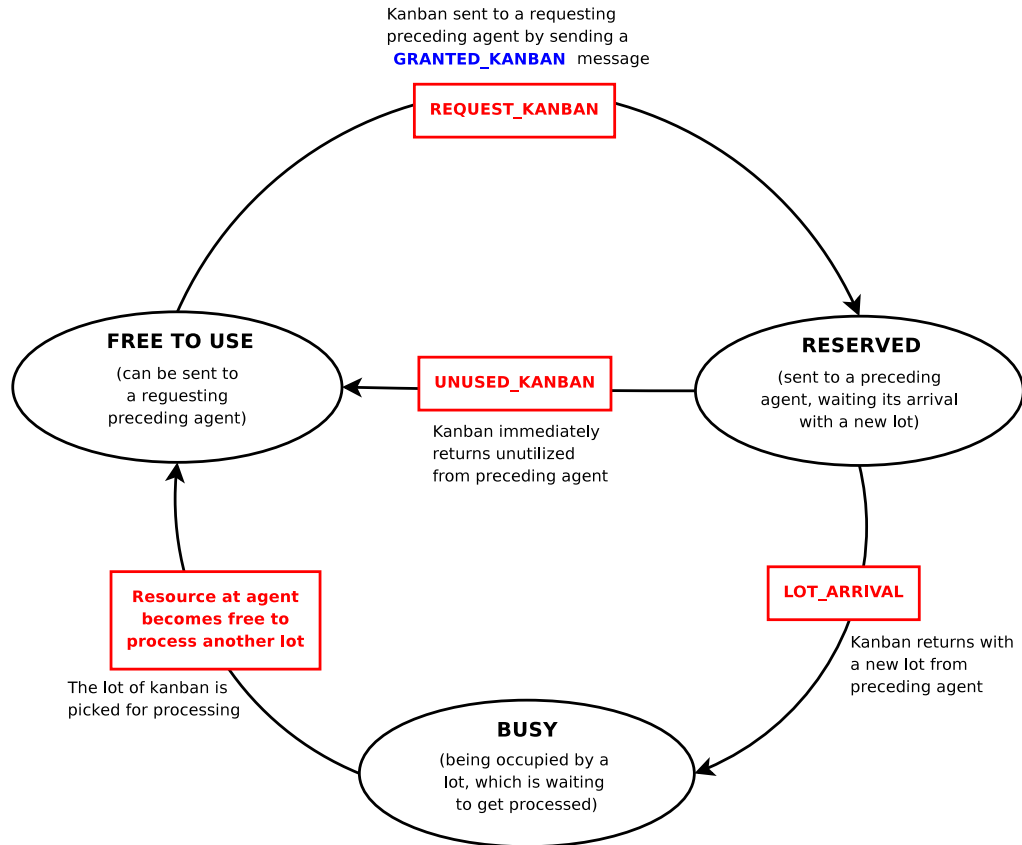 Kanban sent to a requesting
preceding agent by sending a
GRANTED_KANBAN message
REQUEST_KANBAN
FREE TO USE
(can be sent to
a reguesting
preceding agent)
UNUSED_KANBAN
Kanban immediately
returns unutilized
from preceding agent
RESERVED
(sent to a preceding
agent, waiting its arrival
with a new lot)
Resource at agent
becomes free to
process another lot
The lot of kanban is
picked for processing
LOT_ARRIVAL
Kanban returns with
a new lot from
preceding agent
BUSY
(being occupied by a
lot, which is waiting
to get processed)